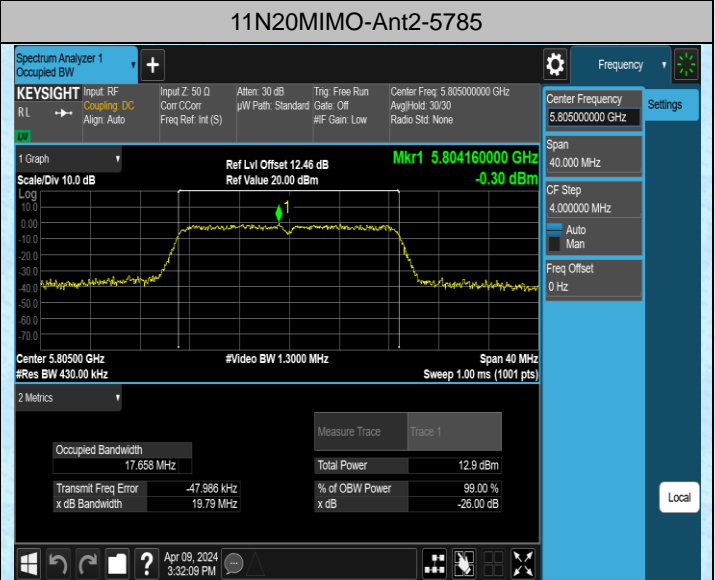 11N20MIMO-Ant2-5785
Spectrum Analyzer 1
Occupied BW
Frequency
KEYSIGHT
RL
LXI
Input: RF
Coupling: DC
Align: Auto
Input Z: 50 Ω
Corr CCorr
Freq Ref: Int (S)
Atten: 30 dB
µW Path: Standard
Trig: Free Run
Gate: Off
#IF Gain: Low
Center Freq: 5.805000000 GHz
Avg|Hold: 30/30
Radio Std: None
Center Frequency
5.805000000 GHz
Settings
Span
40.000 MHz
CF Step
4.000000 MHz
Auto
Man
Freq Offset
0 Hz
1 Graph
Ref Lvl Offset 12.46 dB
Mkr1 5.804160000 GHz
Scale/Div 10.0 dB
Ref Value 20.00 dBm
-0.30 dBm
Log
10.0
0.00
-10.0
-20.0
-30.0
-40.0
-50.0
-60.0
-70.0
1
Center 5.80500 GHz
#Video BW 1.3000 MHz
Span 40 MHz
#Res BW 430.00 kHz
Sweep 1.00 ms (1001 pts)
2 Metrics
Measure Trace
Trace 1
Occupied Bandwidth
17.658 MHz
Total Power
12.9 dBm
Transmit Freq Error
-47.986 kHz
% of OBW Power
99.00 %
x dB Bandwidth
19.79 MHz
x dB
-26.00 dB
Local
?
Apr 09, 2024
3:32:09 PM